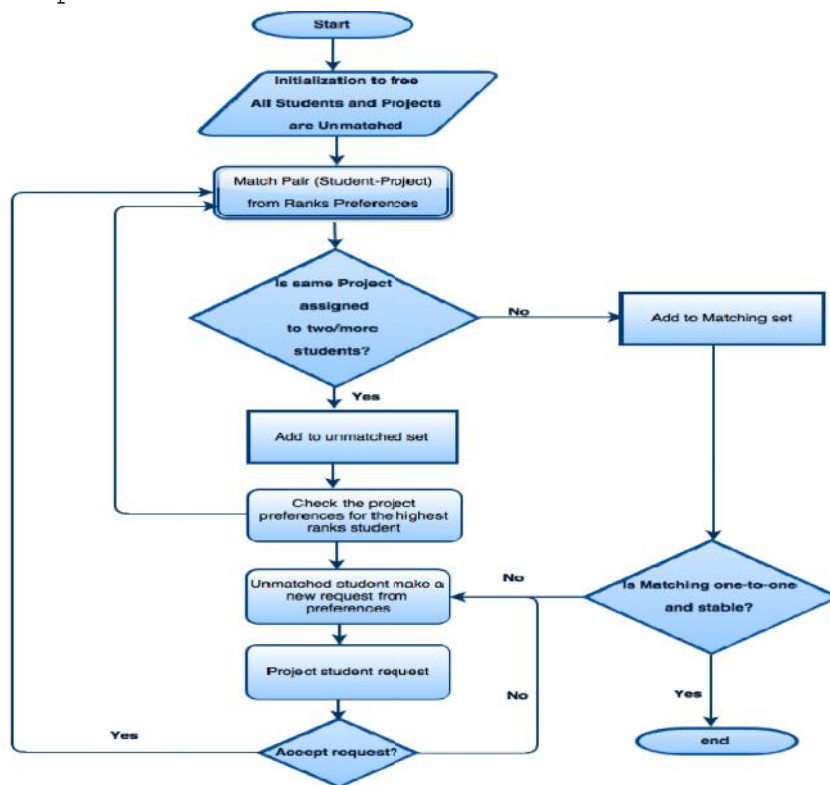 Start
Initialization to free
All Students and Projects
are Unmatched
Match Pair (Student-Project)
from Ranks Preferences
Is same Project
assigned
to two/more
students?
No
Add to Matching set
Yes
Add to unmatched set
Check the project
preferences for the highest
ranks student
Unmatched student make a
new request from
preferences
No
Is Matching one-to-one
and stable?
Project student request
No
Yes
Yes
Accept request?
end